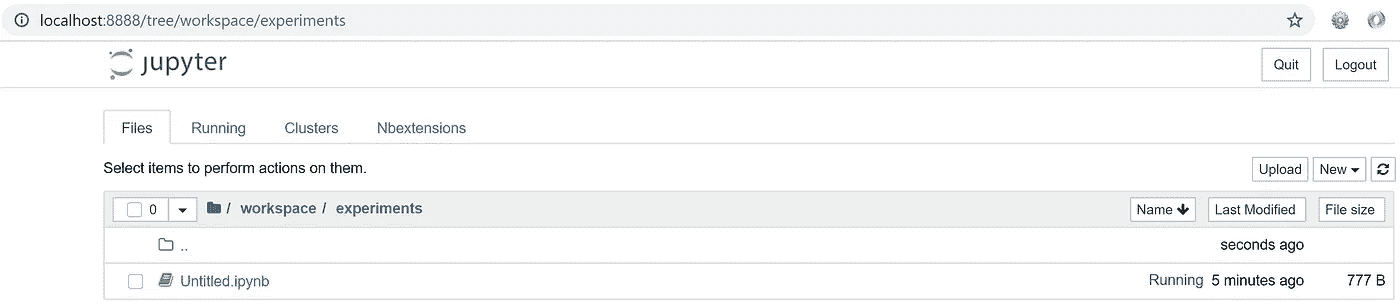 localhost:8888/tree/workspace/experiments
jupyter
Quit Logout
Files Running Clusters Nbextensions
Select items to perform actions on them.
Upload New
0 / workspace / experiments Name Last Modified File size
.. seconds ago
Untitled.ipynb Running 5 minutes ago 777 B